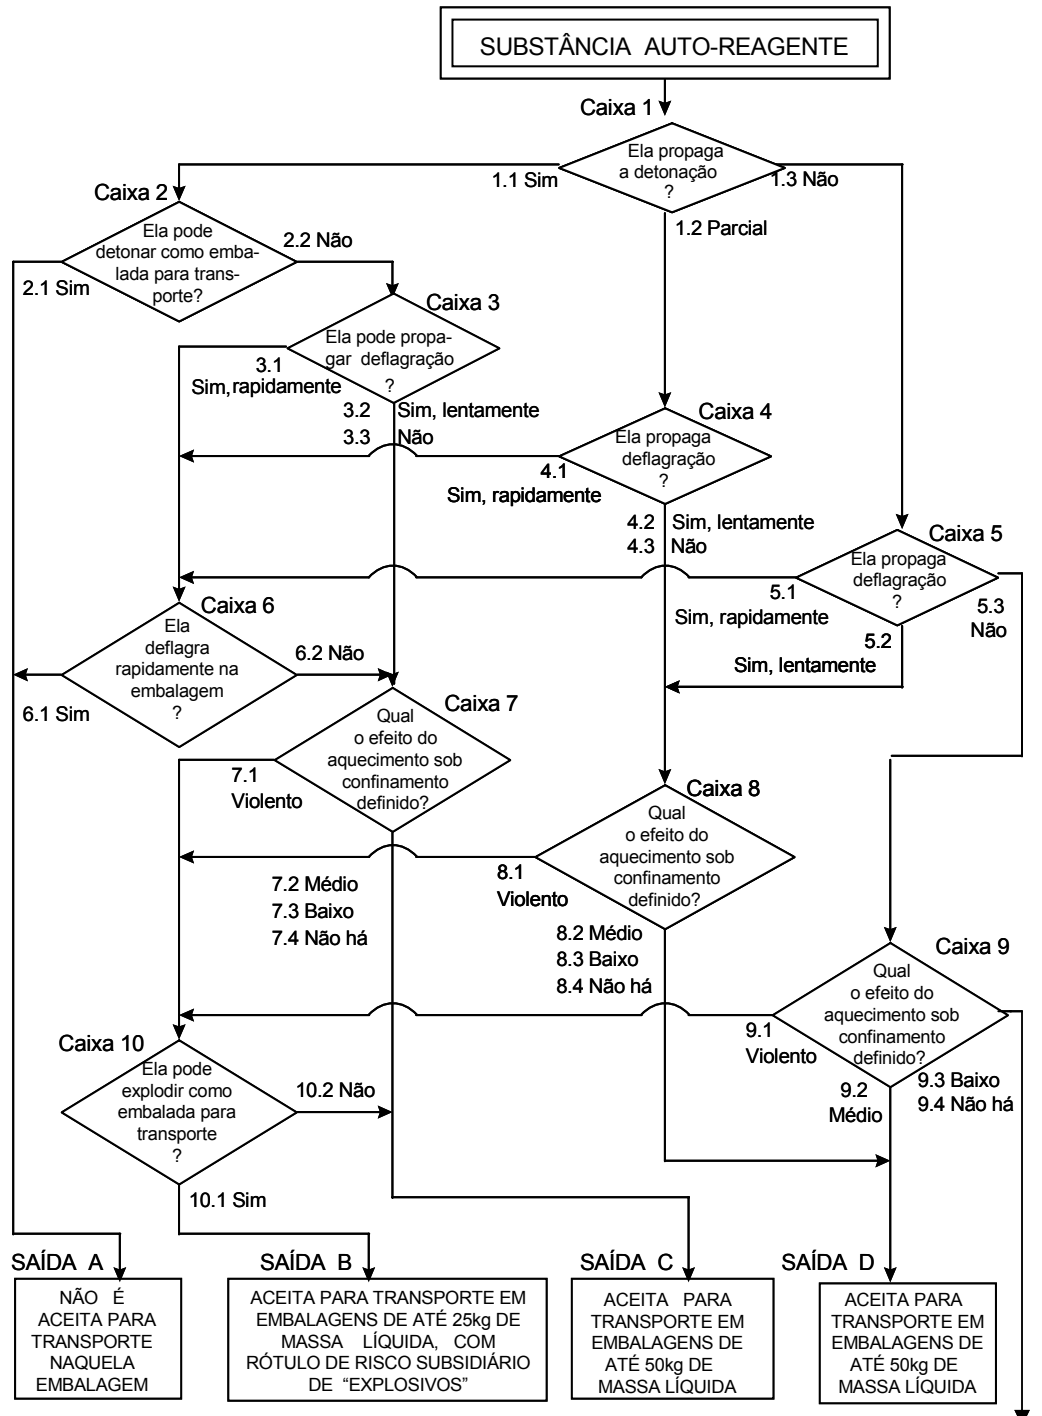 SUBSTÂNCIA AUTO-REAGENTE
Caixa 1
Ela propaga
a detonação
?
1.1 Sim
1.3 Não
1.2 Parcial
Caixa 2
Ela pode
detonar como emba-
lada para trans-
porte?
2.2 Não
2.1 Sim
Caixa 3
Ela pode propa-
gar deflagração
?
3.1
Sim, rapidamente
3.2 Sim, lentamente
3.3 Não
Caixa 4
Ela propaga
deflagração
?
4.1
Sim, rapidamente
4.2 Sim, lentamente
4.3 Não
Caixa 5
Ela propaga
deflagração
?
5.1
Sim, rapidamente
5.2
Sim, lentamente
5.3
Não
Caixa 6
Ela
deflagra
rapidamente na
embalagem
?
6.2 Não
6.1 Sim
Caixa 7
Qual
o efeito do
aquecimento sob
confinamento
definido?
7.1
Violento
7.2 Médio
7.3 Baixo
7.4 Não há
Caixa 8
Qual
o efeito do
aquecimento sob
confinamento
definido?
8.1
Violento
8.2 Médio
8.3 Baixo
8.4 Não há
Caixa 9
Qual
o efeito do
aquecimento sob
confinamento
definido?
9.1
Violento
9.2
Médio
9.3 Baixo
9.4 Não há
Caixa 10
Ela pode
explodir como
embalada para
transporte
?
10.2 Não
10.1 Sim
SAÍDA A
NÃO É
ACEITA PARA
TRANSPORTE
NAQUELA
EMBALAGEM
SAÍDA B
ACEITA PARA TRANSPORTE EM
EMBALAGENS DE ATÉ 25kg DE
MASSA LÍQUIDA, COM
RÓTULO DE RISCO SUBSIDIÁRIO
DE “EXPLOSIVOS”
SAÍDA C
ACEITA PARA
TRANSPORTE EM
EMBALAGENS DE
ATÉ 50kg DE
MASSA LÍQUIDA
SAÍDA D
ACEITA PARA
TRANSPORTE EM
EMBALAGENS DE
ATÉ 50kg DE
MASSA LÍQUIDA